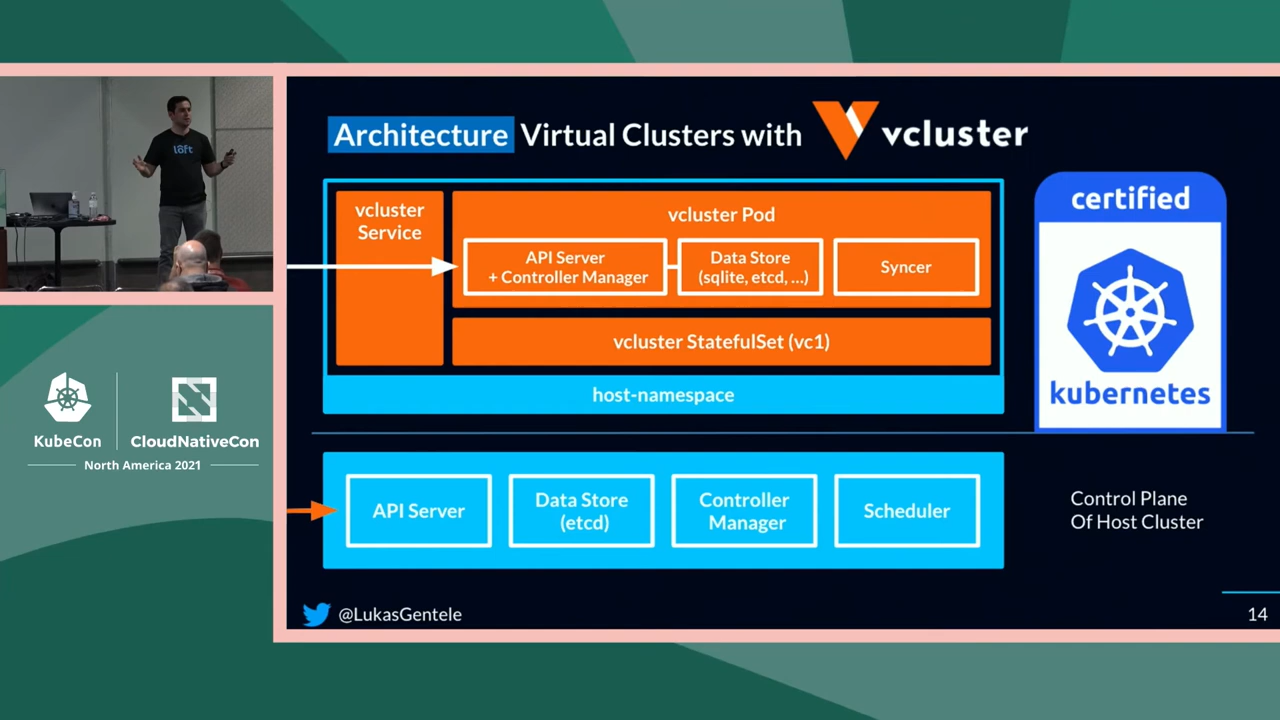 Architecture Virtual Clusters with vcluster
vcluster
Service
vcluster Pod
API Server
+ Controller Manager
Data Store
(sqlite, etcd, ...)
Syncer
vcluster StatefulSet (vc1)
host-namespace
certified
kubernetes
API Server
Data Store
(etcd)
Controller
Manager
Scheduler
Control Plane
Of Host Cluster
@LukasGentele
14
loft
KubeCon
CloudNativeCon
North America 2021